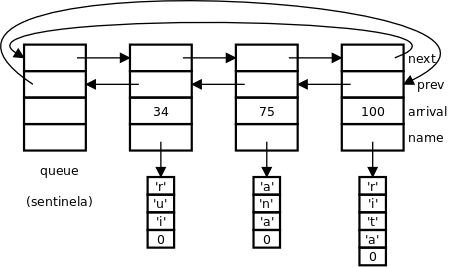 next
prev
34 75 100 arrival
name
queue
(sentinela)
'r' 'a' 'r'
'u' 'n' 'i'
'i' 'a' 't'
0 0 'a'
0